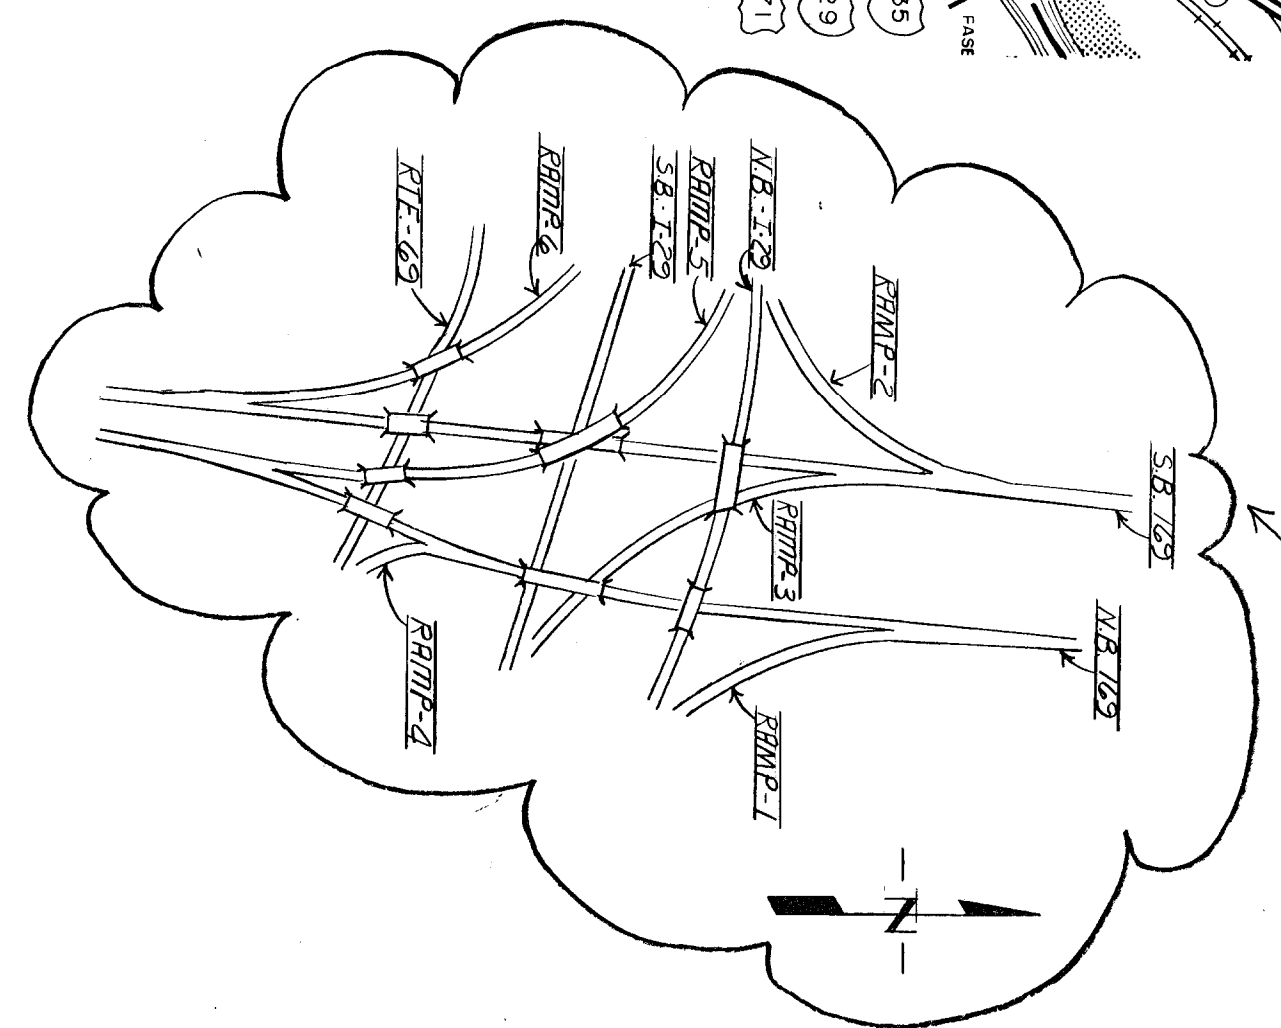 FASE
35
29
71
N.B. 169
S.B. 169
RAMP-2
RAMP-3
RAMP-1
N.B.-I-29
RAMP-5
S.B.-I-29
RAMP-6
RTE-69
RAMP-4
N